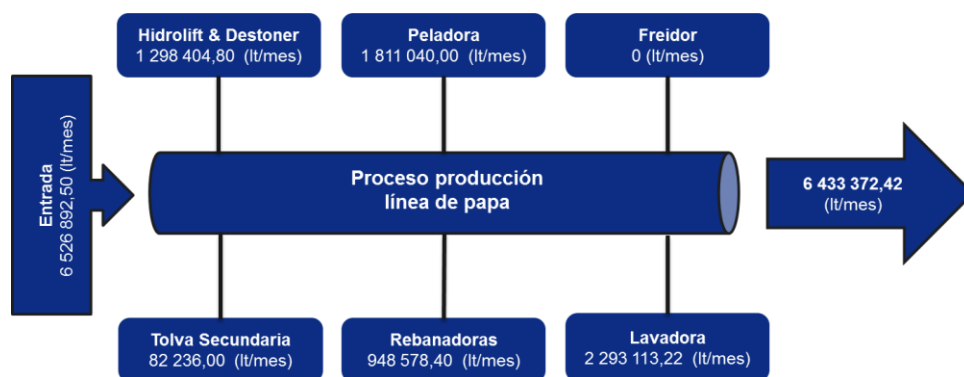 Hidrolift & Destoner
1 298 404,80 (lt/mes)
Peladora
1 811 040,00 (lt/mes)
Freidor
0 (lt/mes)
Entrada
6 526 892,50 (lt/mes)
Proceso producción
línea de papa
6 433 372,42
(lt/mes)
Tolva Secundaria
82 236,00 (lt/mes)
Rebanadoras
948 578,40 (lt/mes)
Lavadora
2 293 113,22 (lt/mes)